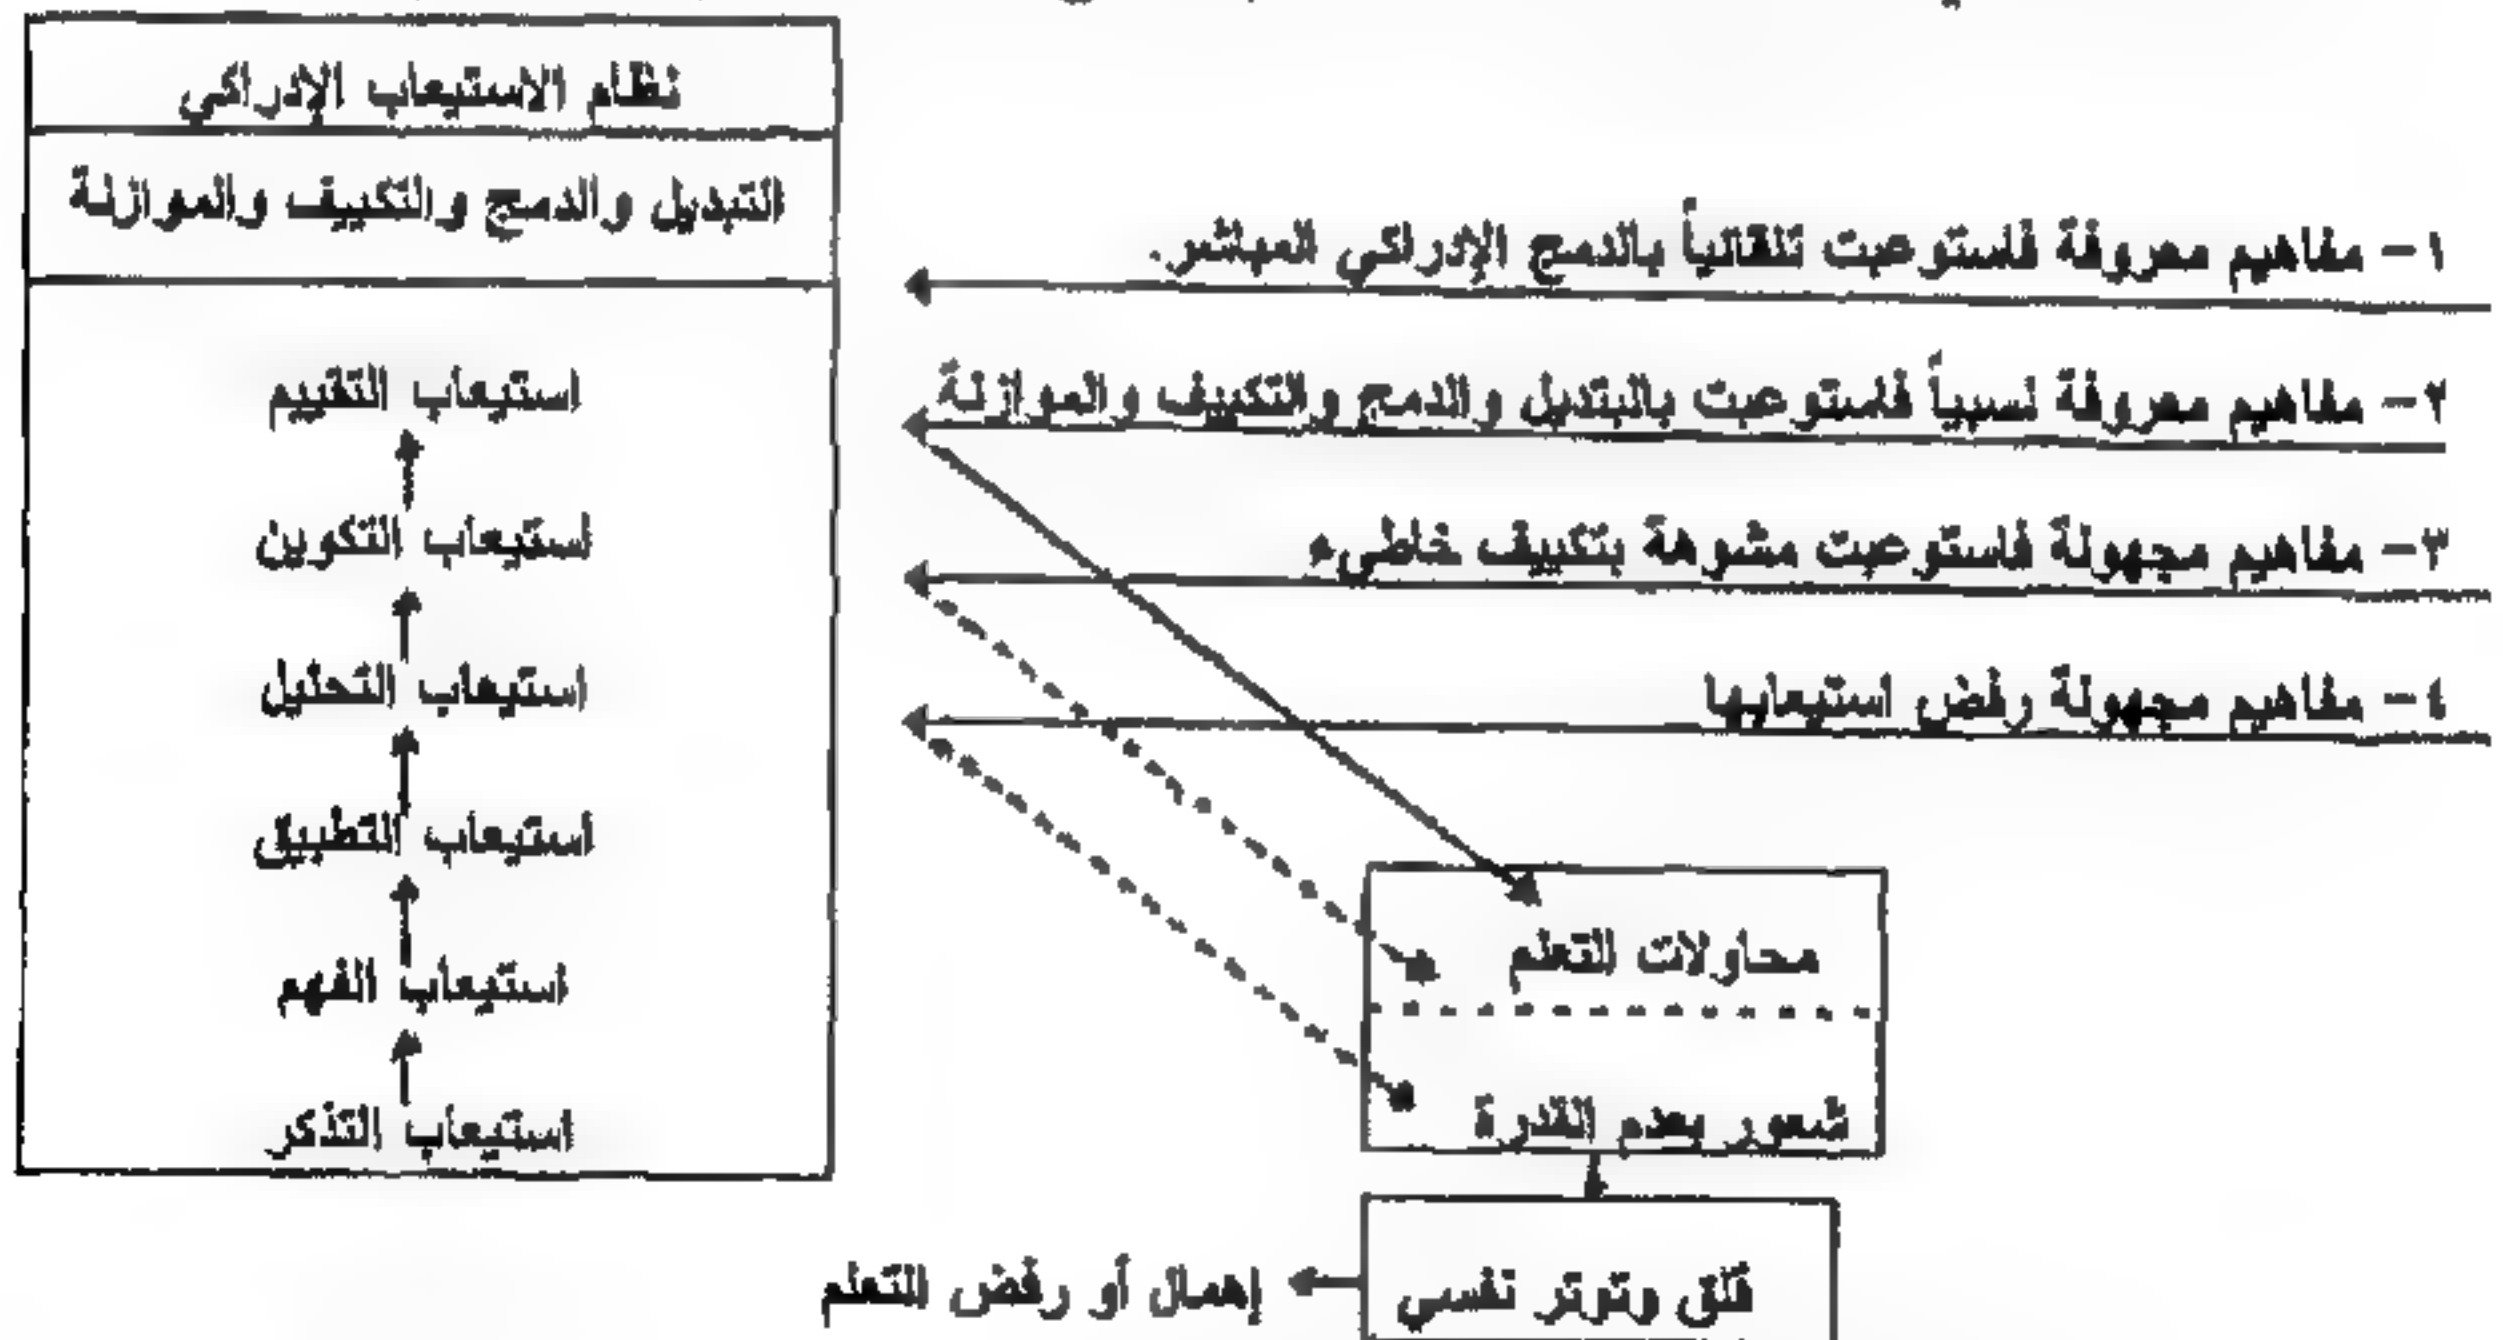 نظام الاستيعاب الإدراكي
التبديل والدمج والتكييف والموازنة
١- مفاهيم معروفة فاستوعبت تلقائياً بالدمج الإدراكي المباشر.
٢- مفاهيم معروفة نسبياً فاستوعبت بالتبديل والدمج والتكييف والموازنة
٣- مفاهيم مجهولة فاستوعبت مشوهة بتكييف خاطىء
٤- مفاهيم مجهولة رفض استيعابها
استيعاب التقييم
استيعاب التكوين
استيعاب التحليل
استيعاب التطبيق
استيعاب الفهم
استيعاب التذكر
محاولات التعلم
شعور بعدم القدرة
قلق وتوتر نفسي
إهمال أو رفض التعلم